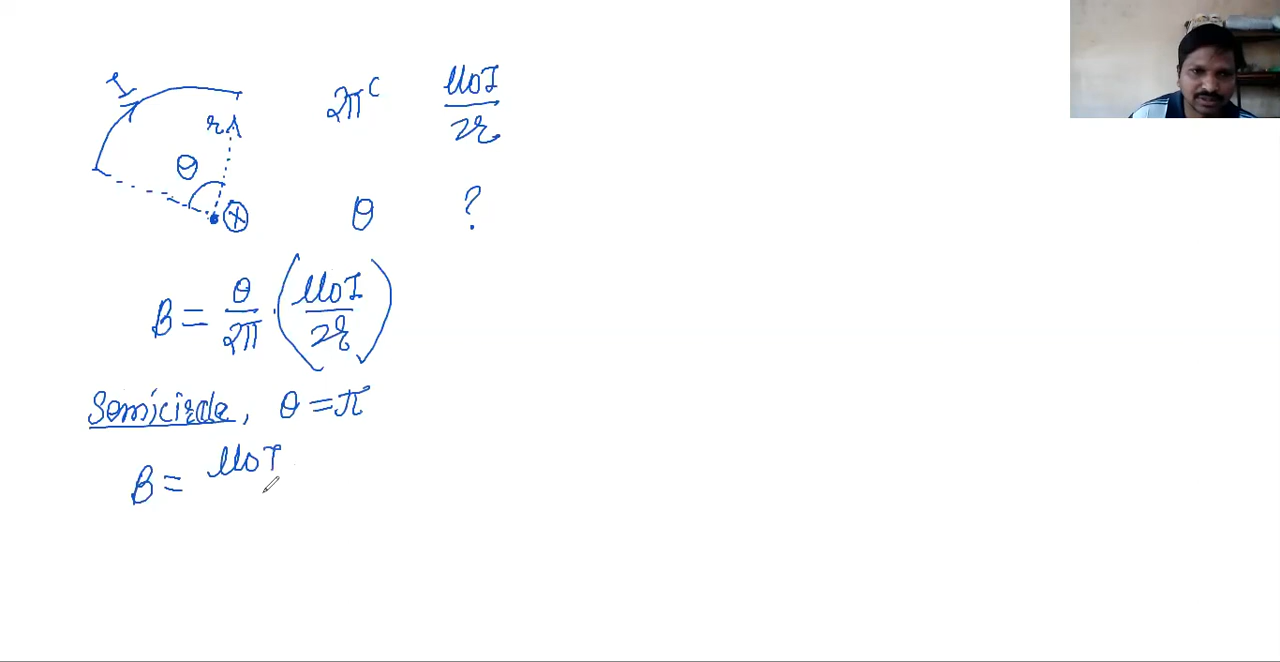 I
r
θ
2π^c μ0I/2r
θ ?
B = θ/2π · (μ0I/2r)
Semicircle, θ = π
B = μ0I